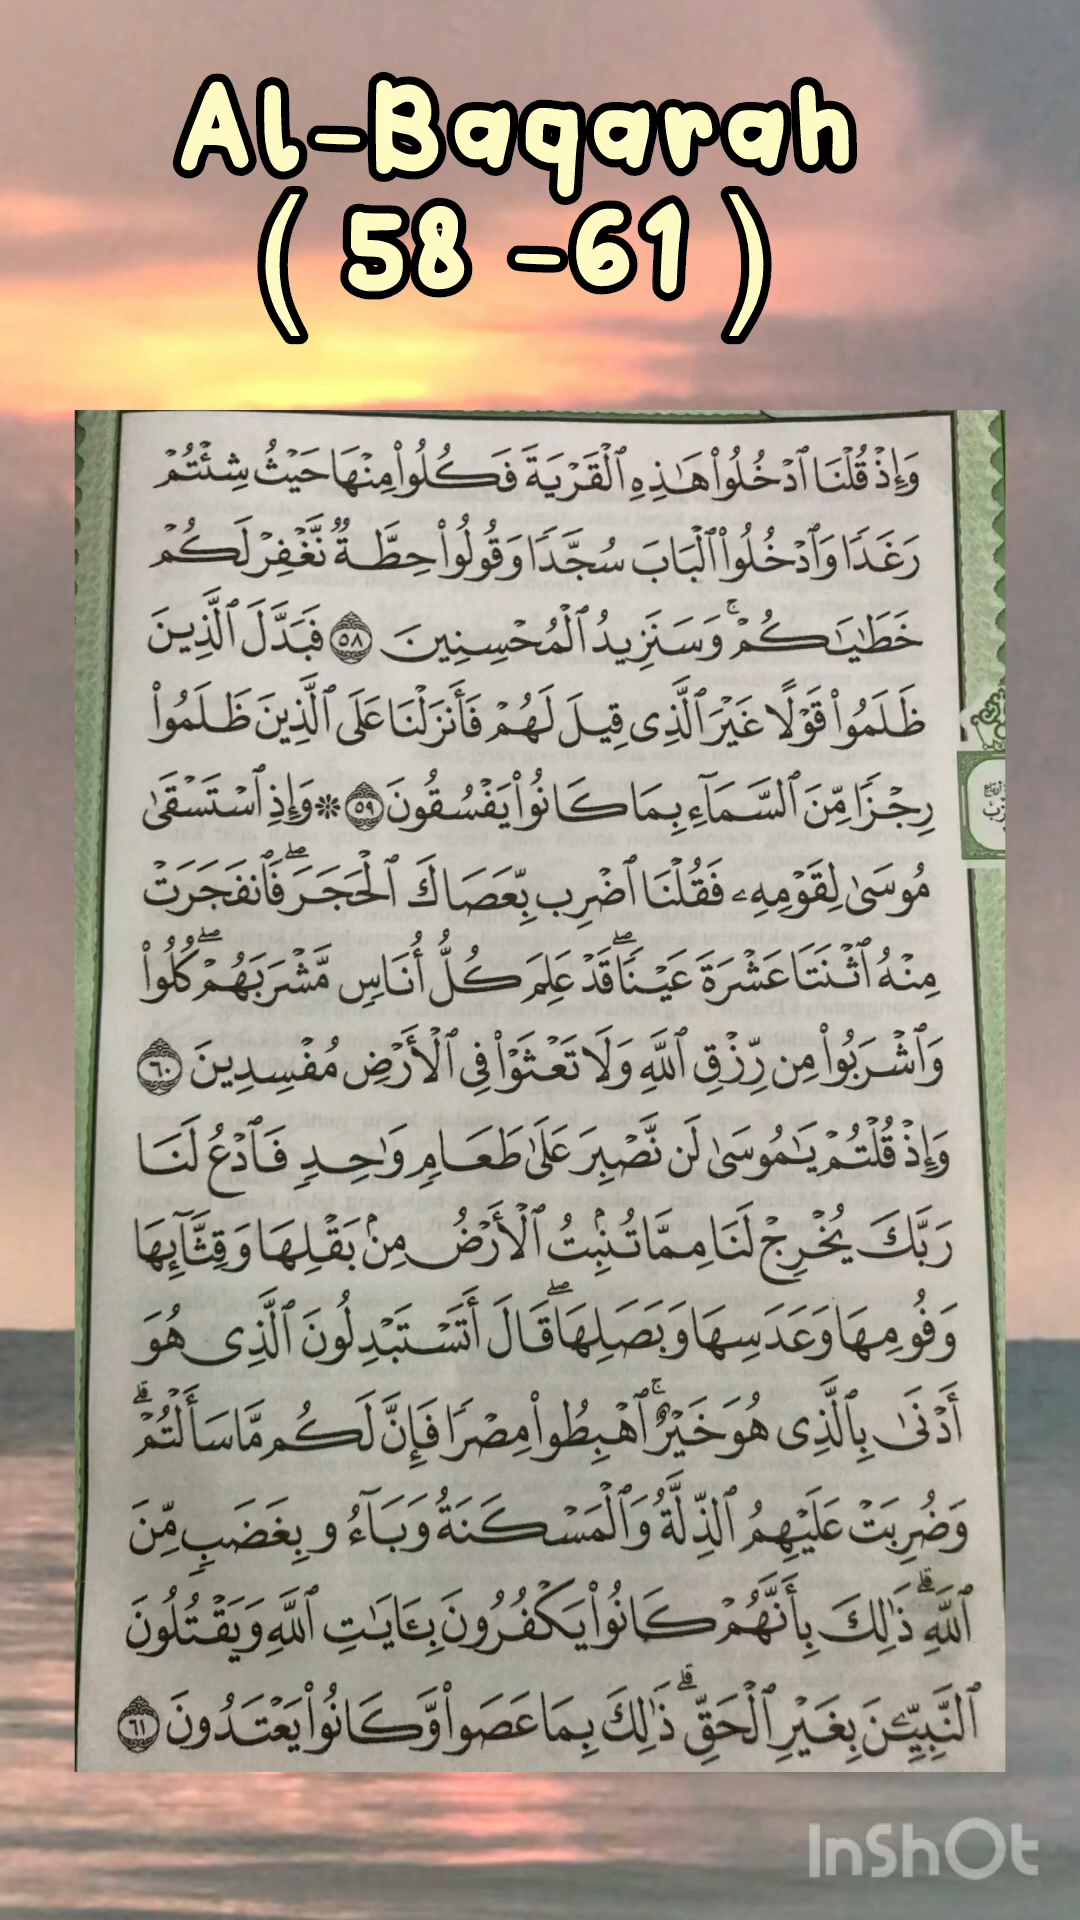 Al-Baqarah
( 58 -61 )
وَإِذۡ قُلۡنَا ٱدۡخُلُواْ هَٰذِهِ ٱلۡقَرۡيَةَ فَكُلُواْ مِنۡهَا حَيۡثُ شِئۡتُمۡ
رَغَدٗا وَٱدۡخُلُواْ ٱلۡبَابَ سُجَّدٗا وَقُولُواْ حِطَّةٞ نَّغۡفِرۡ لَكُمۡ
خَطَٰيَٰكُمۡۚ وَسَنَزِيدُ ٱلۡمُحۡسِنِينَ ٥٨ فَبَدَّلَ ٱلَّذِينَ
ظَلَمُواْ قَوۡلًا غَيۡرَ ٱلَّذِي قِيلَ لَهُمۡ فَأَنزَلۡنَا عَلَى ٱلَّذِينَ ظَلَمُواْ
رِجۡزٗا مِّنَ ٱلسَّمَآءِ بِمَا كَانُواْ يَفۡسُقُونَ ٥٩ ۞ وَإِذِ ٱسۡتَسۡقَىٰ
مُوسَىٰ لِقَوۡمِهِۦ فَقُلۡنَا ٱضۡرِب بِّعَصَاكَ ٱلۡحَجَرَۖ فَٱنفَجَرَتۡ
مِنۡهُ ٱثۡنَتَا عَشۡرَةَ عَيۡنٗاۖ قَدۡ عَلِمَ كُلُّ أُنَاسٖ مَّشۡرَبَهُمۡۖ كُلُواْ
وَٱشۡرَبُواْ مِن رِّزۡقِ ٱللَّهِ وَلَا تَعۡثَوۡاْ فِي ٱلۡأَرۡضِ مُفۡسِدِينَ ٦٠
وَإِذۡ قُلۡتُمۡ يَٰمُوسَىٰ لَن نَّصۡبِرَ عَلَىٰ طَعَامٖ وَٰحِدٖ فَٱدۡعُ لَنَا
رَبَّكَ يُخۡرِجۡ لَنَا مِمَّا تُنۢبِتُ ٱلۡأَرۡضُ مِنۢ بَقۡلِهَا وَقِثَّآئِهَا
وَفُومِهَا وَعَدَسِهَا وَبَصَلِهَاۖ قَالَ أَتَسۡتَبۡدِلُونَ ٱلَّذِي هُوَ
أَدۡنَىٰ بِٱلَّذِي هُوَ خَيۡرٌۚ ٱهۡبِطُواْ مِصۡرٗا فَإِنَّ لَكُم مَّا سَأَلۡتُمۡۗ
وَضُرِبَتۡ عَلَيۡهِمُ ٱلذِّلَّةُ وَٱلۡمَسۡكَنَةُ وَبَآءُو بِغَضَبٖ مِّنَ
ٱللَّهِۗ ذَٰلِكَ بِأَنَّهُمۡ كَانُواْ يَكۡفُرُونَ بِـَٔايَٰتِ ٱللَّهِ وَيَقۡتُلُونَ
ٱلنَّبِيِّـۧنَ بِغَيۡرِ ٱلۡحَقِّۗ ذَٰلِكَ بِمَا عَصَواْ وَّكَانُواْ يَعۡتَدُونَ ٦١
InShOt